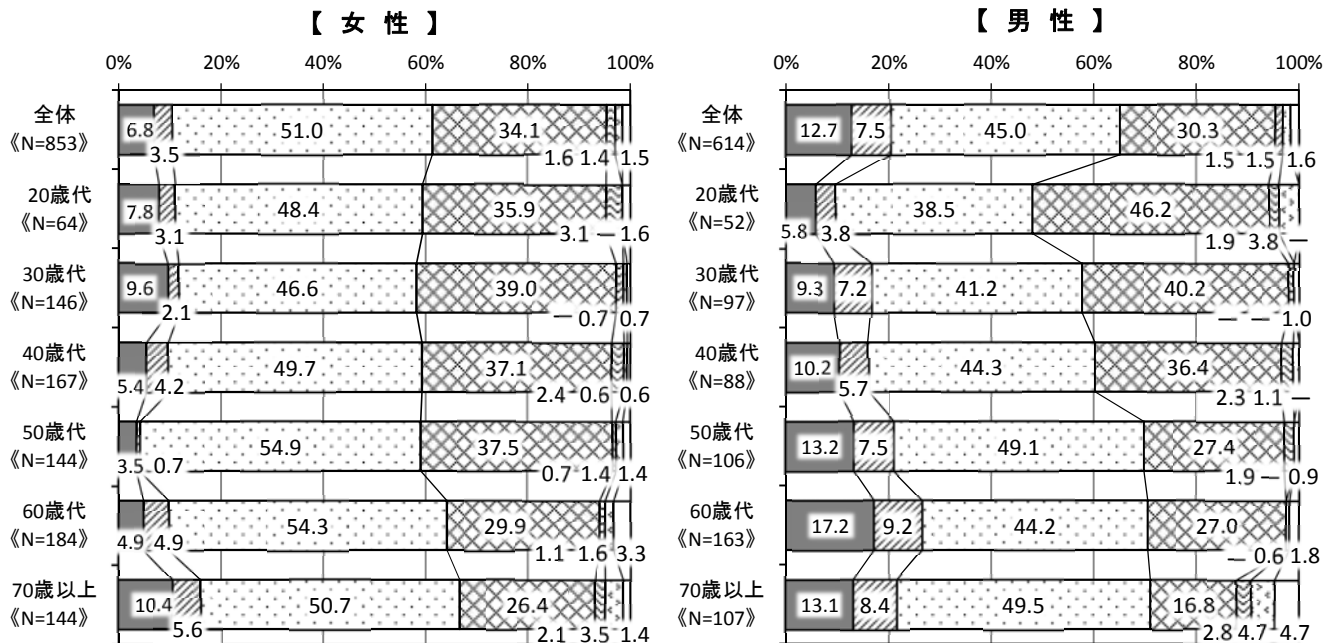 【 女 性 】
0% 20% 40% 60% 80% 100%
全体
《N=853》
6.8 3.5 51.0 34.1 1.6 1.4 1.5
20歳代
《N=64》
7.8 3.1 48.4 35.9 3.1 — 1.6
30歳代
《N=146》
9.6 2.1 46.6 39.0 — 0.7 0.7
40歳代
《N=167》
5.4 4.2 49.7 37.1 2.4 0.6 0.6
50歳代
《N=144》
3.5 0.7 54.9 37.5 0.7 1.4 1.4
60歳代
《N=184》
4.9 4.9 54.3 29.9 1.1 1.6 3.3
70歳以上
《N=144》
10.4 5.6 50.7 26.4 2.1 3.5 1.4
【 男 性 】
0% 20% 40% 60% 80% 100%
全体
《N=614》
12.7 7.5 45.0 30.3 1.5 1.5 1.6
20歳代
《N=52》
5.8 3.8 38.5 46.2 1.9 3.8 —
30歳代
《N=97》
9.3 7.2 41.2 40.2 — — 1.0
40歳代
《N=88》
10.2 5.7 44.3 36.4 2.3 1.1 —
50歳代
《N=106》
13.2 7.5 49.1 27.4 1.9 — 0.9
60歳代
《N=163》
17.2 9.2 44.2 27.0 — 0.6 1.8
70歳以上
《N=107》
13.1 8.4 49.5 16.8 2.8 4.7 4.7